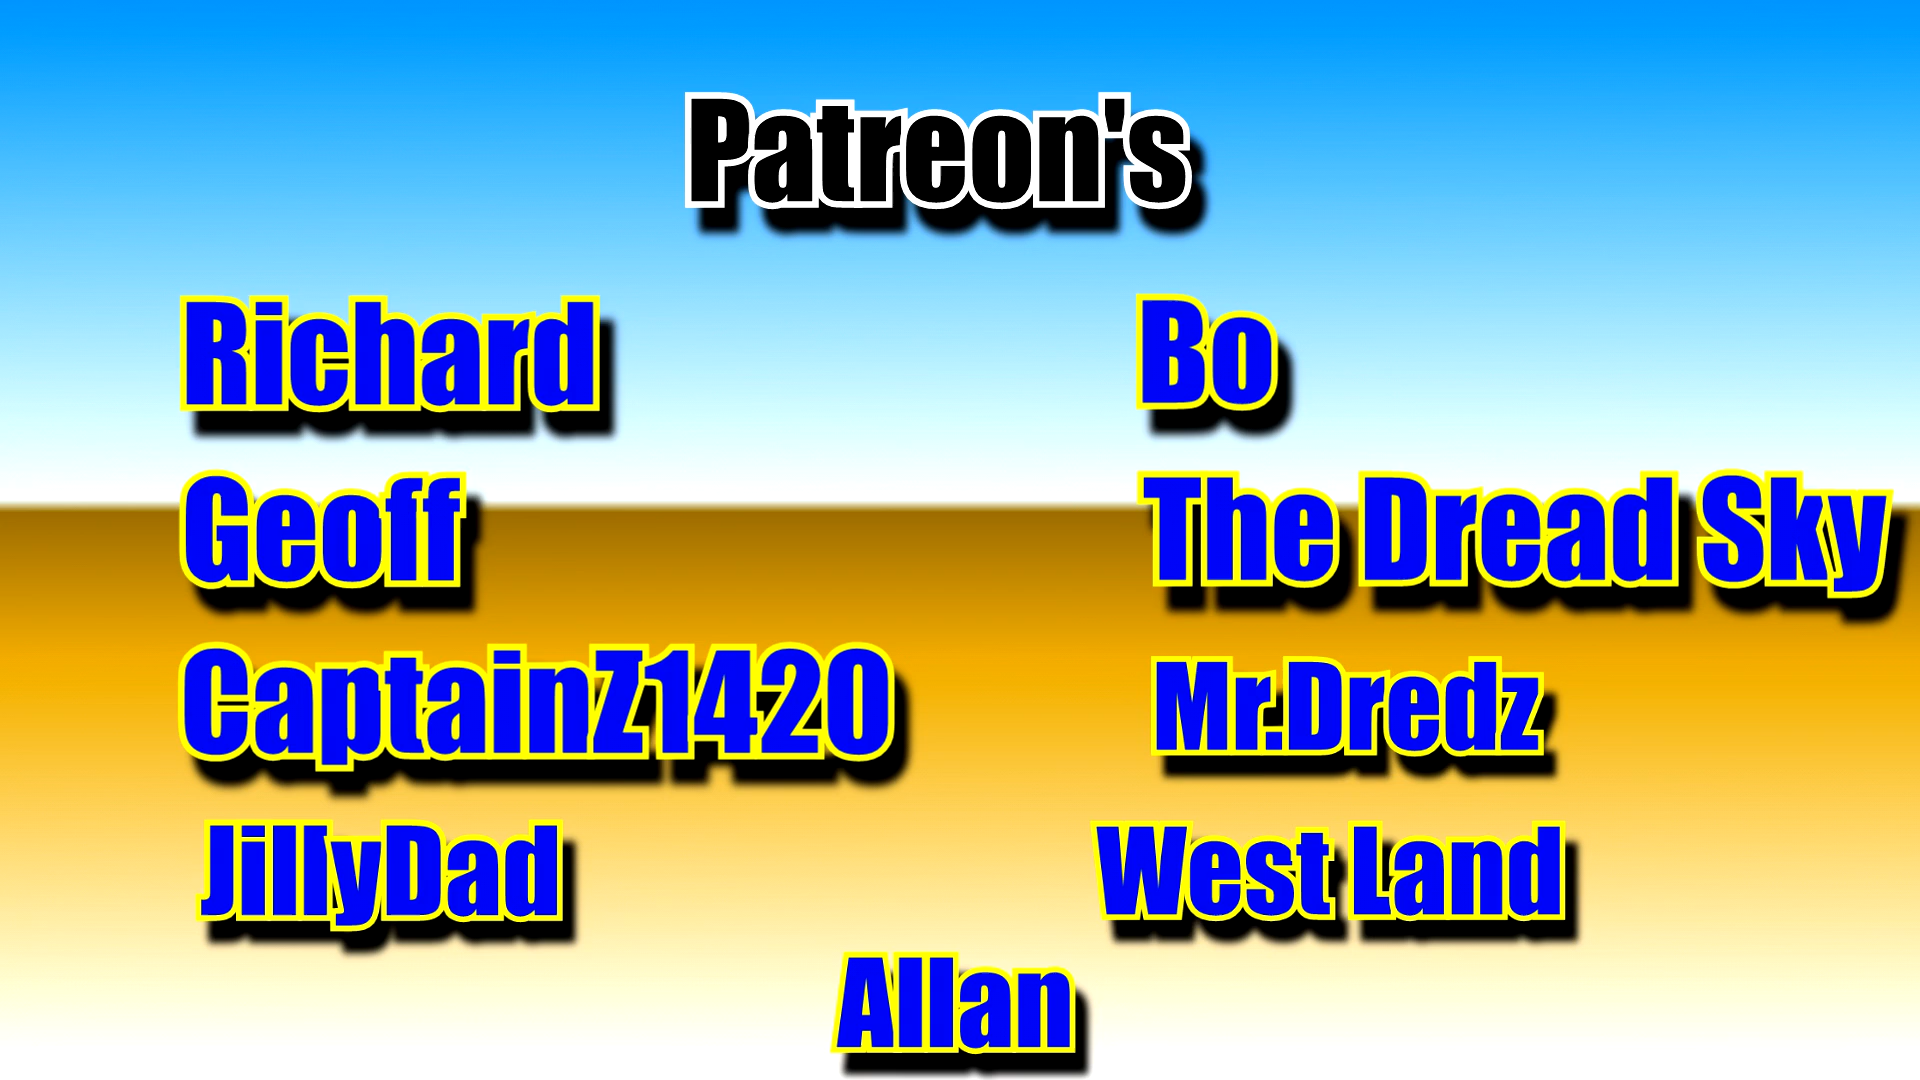 Patreon's
Richard
Bo
Geoff
The Dread Sky
CaptainZ1420
Mr.Dredz
JillyDad
West Land
Allan